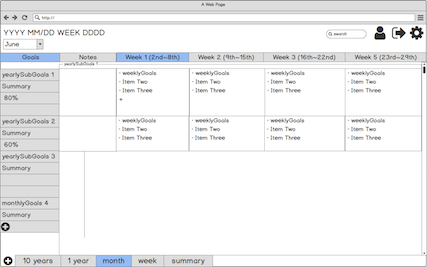 A Web Page
http://
YYYY MM/DD WEEK DDDD
search
June
Goals Notes Week 1 (2nd~8th) Week 2 (9th~15th) Week 3 (16th~22th) Week 5 (23rd~29th)
yearlySubGoals 1
yearlySubGoals 1
Summary
80%
- weeklyGoals
- Item Two
- Item Three
+
- weeklyGoals
- Item Two
- Item Three
- weeklyGoals
- Item Two
- Item Three
- weeklyGoals
- Item Two
- Item Three
yearlySubGoals 2
Summary
60%
- weeklyGoals
- Item Two
- Item Three
- weeklyGoals
- Item Two
- Item Three
- weeklyGoals
- Item Two
- Item Three
- weeklyGoals
- Item Two
- Item Three
yearlySubGoals 3
Summary
monthlyGoals 4
Summary
10 years 1 year month week summary